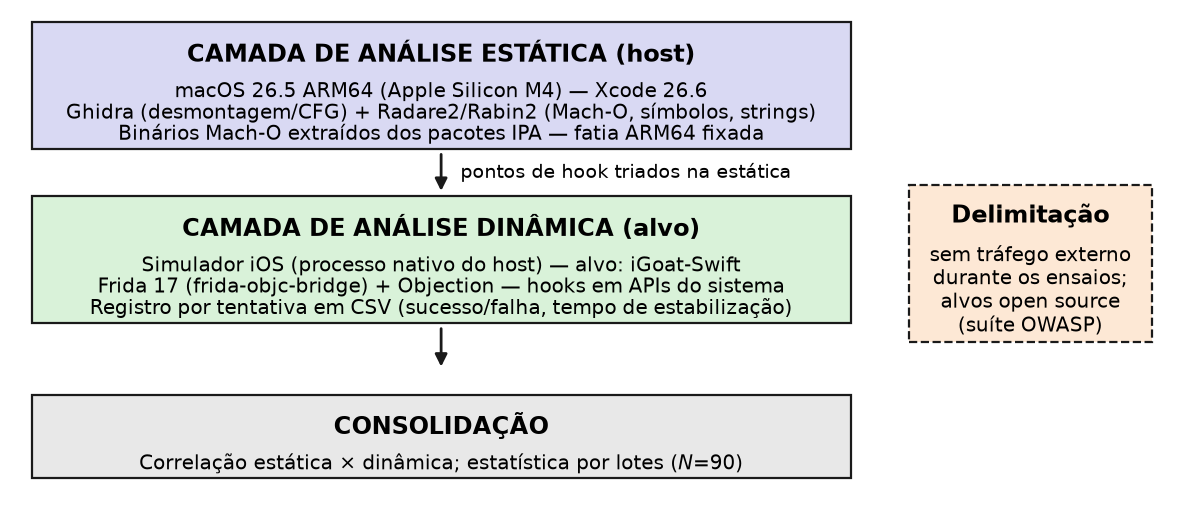 CAMADA DE ANÁLISE ESTÁTICA (host)
macOS 26.5 ARM64 (Apple Silicon M4) — Xcode 26.6
Ghidra (desmontagem/CFG) + Radare2/Rabin2 (Mach-O, símbolos, strings)
Binários Mach-O extraídos dos pacotes IPA — fatia ARM64 fixada
pontos de hook triados na estática
CAMADA DE ANÁLISE DINÂMICA (alvo)
Simulador iOS (processo nativo do host) — alvo: iGoat-Swift
Frida 17 (frida-objc-bridge) + Objection — hooks em APIs do sistema
Registro por tentativa em CSV (sucesso/falha, tempo de estabilização)
Delimitação
sem tráfego externo
durante os ensaios;
alvos open source
(suíte OWASP)
CONSOLIDAÇÃO
Correlação estática × dinâmica; estatística por lotes (N=90)